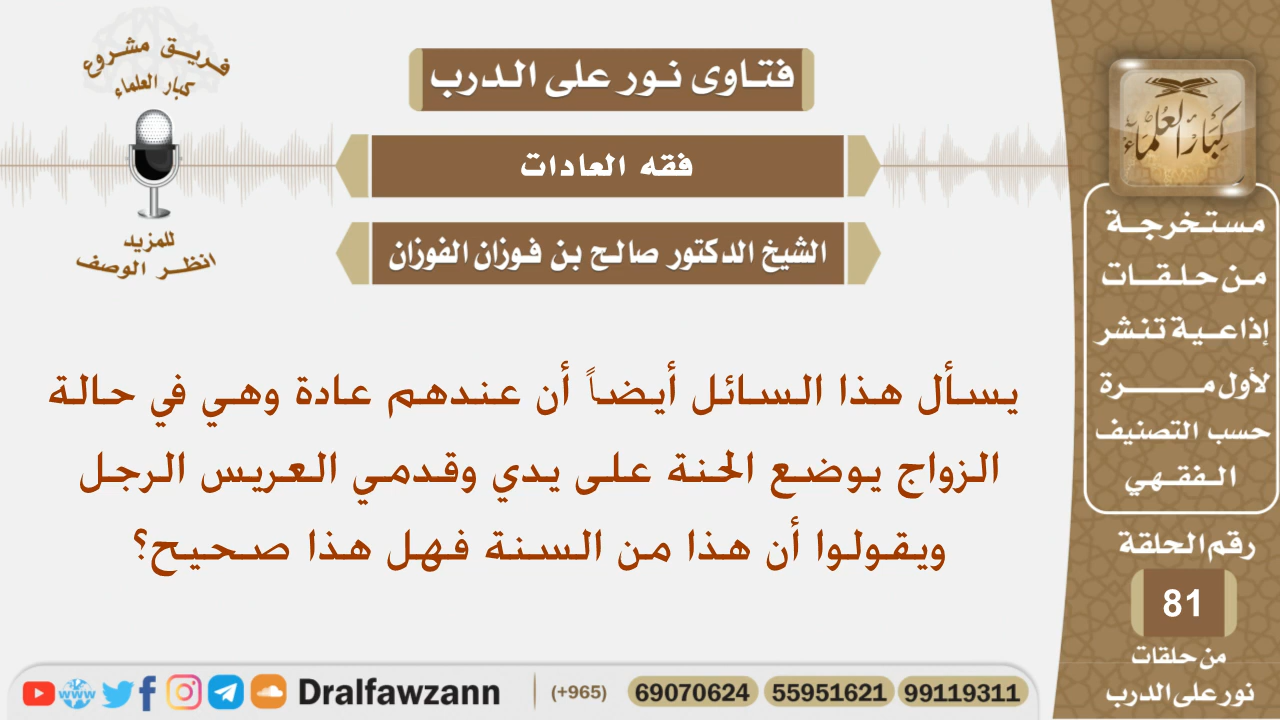 فريق مشروع
كبار العلماء
للمزيد
انظر الوصف
فتاوى نور على الدرب
فقه العادات
الشيخ الدكتور صالح بن فوزان الفوزان
يسأل هذا السائل أيضاً أن عندهم عادة وهي في حالة
الزواج يوضع الحنة على يدي وقدمي العريس الرجل
ويقولوا أن هذا من السنة فهل هذا صحيح؟
كبار العلماء
مستخرجة
من حلقات
إذاعية تنشر
لأول مرة
حسب التصنيف
الفقهي
رقم الحلقة
81
من حلقات
نور على الدرب
www
Dralfawzann
(+965)
69070624
55951621
99119311